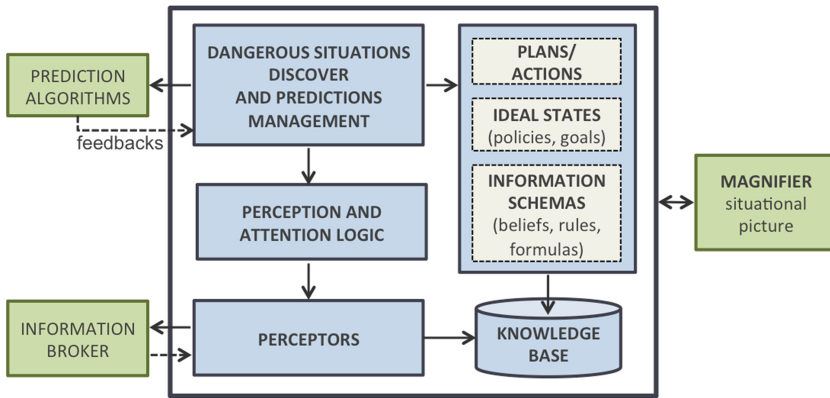 DANGEROUS SITUATIONS
DISCOVER
AND PREDICTIONS
MANAGEMENT
PREDICTION
ALGORITHMS
feedbacks
PLANS/
ACTIONS
IDEAL STATES
(policies, goals)
INFORMATION
SCHEMAS
(beliefs, rules,
formulas)
MAGNIFIER
situational
picture
PERCEPTION AND
ATTENTION LOGIC
INFORMATION
BROKER
PERCEPTORS
KNOWLEDGE
BASE